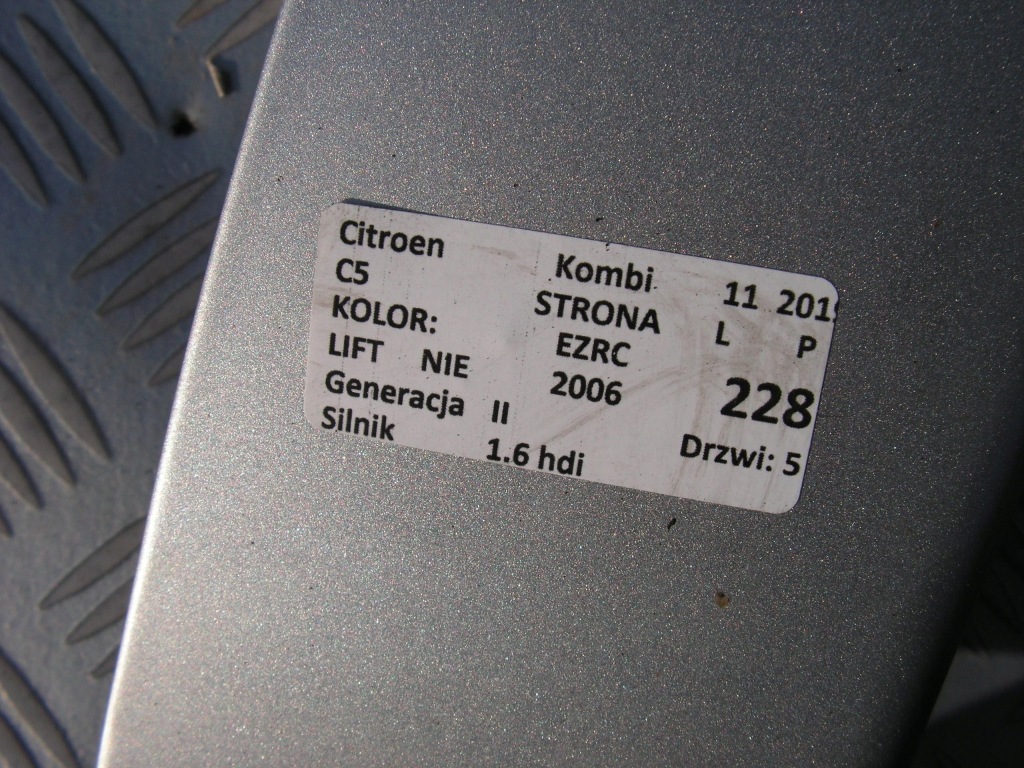 Citroen Kombi 11 2019
C5 STRONA L P
KOLOR: EZRC
LIFT NIE 2006 228
Generacja II
Silnik 1.6 hdi Drzwi: 5